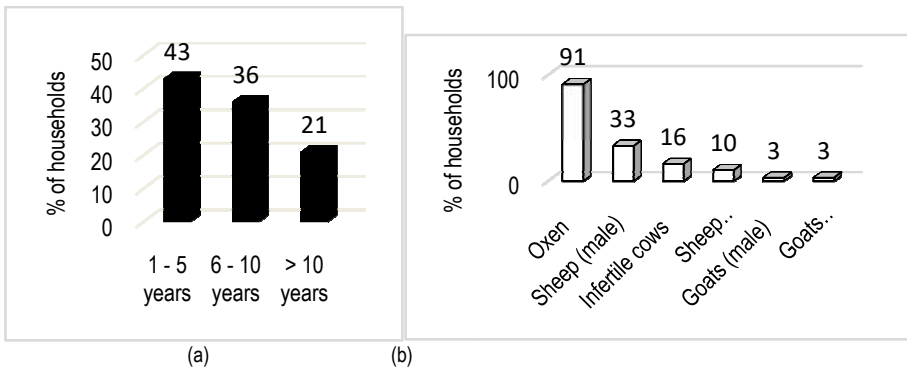 % of households
50
40
30
20
10
0
43
36
21
1 - 5
years
6 - 10
years
> 10
years
(a)
% of households
100
0
91
33
16
10
3
3
Oxen
Sheep (male)
Infertile cows
Sheep..
Goats (male)
Goats..
(b)